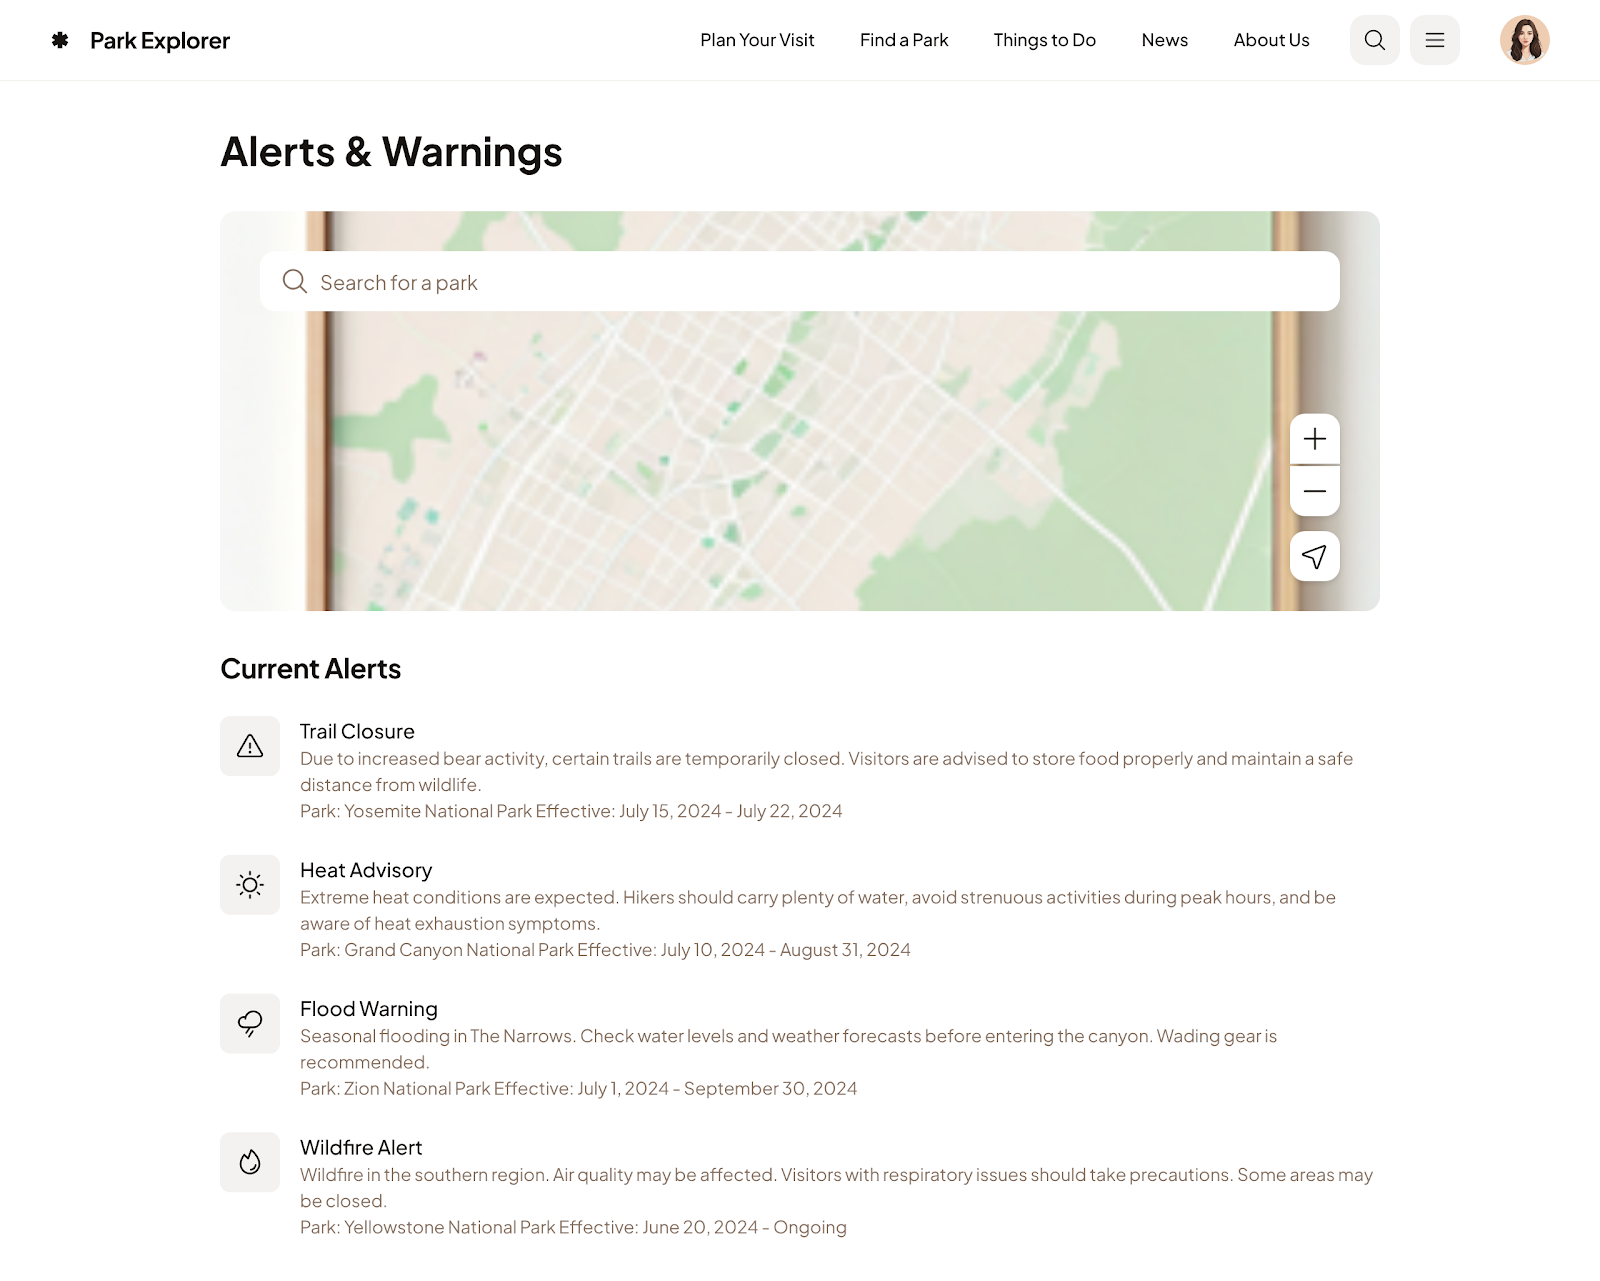 Park Explorer
Plan Your Visit
Find a Park
Things to Do
News
About Us
Alerts & Warnings
Search for a park
Current Alerts
Trail Closure
Due to increased bear activity, certain trails are temporarily closed. Visitors are advised to store food properly and maintain a safe
distance from wildlife.
Park: Yosemite National Park Effective: July 15, 2024 - July 22, 2024
Heat Advisory
Extreme heat conditions are expected. Hikers should carry plenty of water, avoid strenuous activities during peak hours, and be
aware of heat exhaustion symptoms.
Park: Grand Canyon National Park Effective: July 10, 2024 - August 31, 2024
Flood Warning
Seasonal flooding in The Narrows. Check water levels and weather forecasts before entering the canyon. Wading gear is
recommended.
Park: Zion National Park Effective: July 1, 2024 - September 30, 2024
Wildfire Alert
Wildfire in the southern region. Air quality may be affected. Visitors with respiratory issues should take precautions. Some areas may
be closed.
Park: Yellowstone National Park Effective: June 20, 2024 - Ongoing